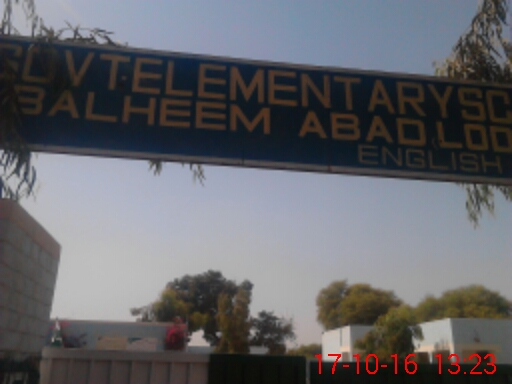 GOVT.ELEMENTARY SC
BALHEEM ABAD LOD
ENGLISH
17-10-16 13:23